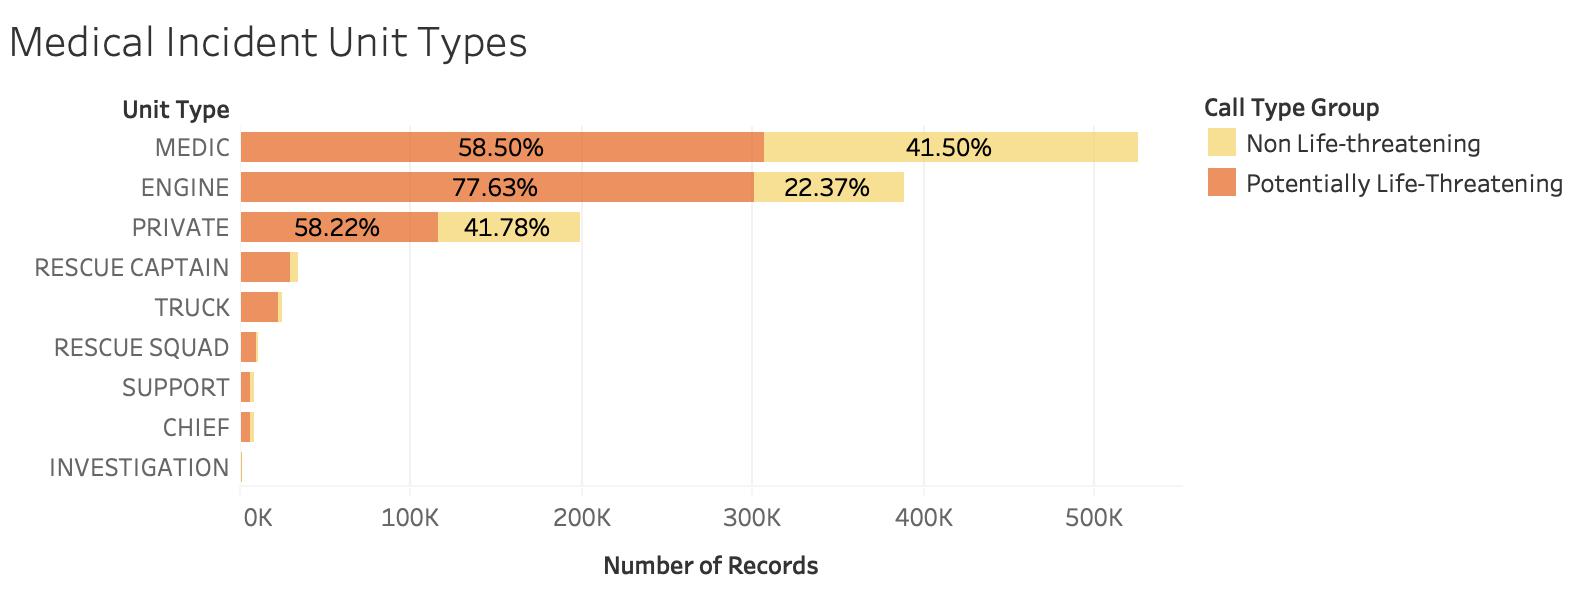 Medical Incident Unit Types
Unit Type
MEDIC 58.50% 41.50%
ENGINE 77.63% 22.37%
PRIVATE 58.22% 41.78%
RESCUE CAPTAIN
TRUCK
RESCUE SQUAD
SUPPORT
CHIEF
INVESTIGATION
0K 100K 200K 300K 400K 500K
Number of Records
Call Type Group
Non Life-threatening
Potentially Life-Threatening